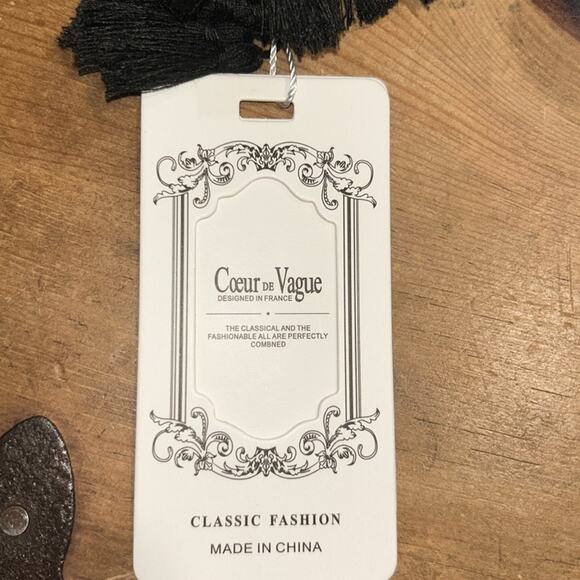 Cœur DE Vague
DESIGNED IN FRANCE
THE CLASSICAL AND THE
FASHIONABLE ALL ARE PERFECTLY
COMBNED
CLASSIC FASHION
MADE IN CHINA